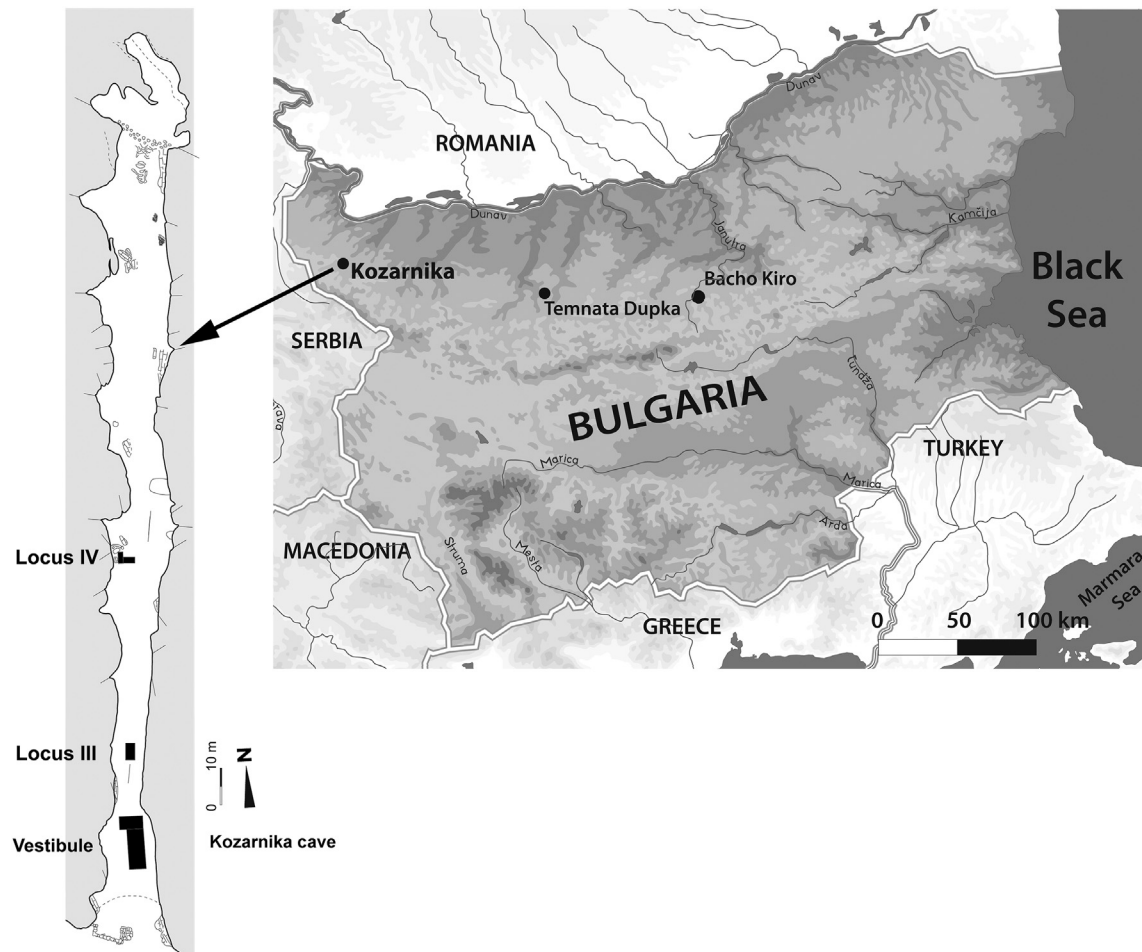 Locus IV
Locus III
Vestibule
0 10 m
N
Kozarnika cave
ROMANIA
Dunav
Dunav
Jantra
Kamčija
Kozarnika
Temnata Dupka
Bacho Kiro
Black
Sea
SERBIA
BULGARIA
Tundža
TURKEY
Marica
Marica
Arda
MACEDONIA
Struma
Mesta
GREECE
Marmara
Sea
0 50 100 km